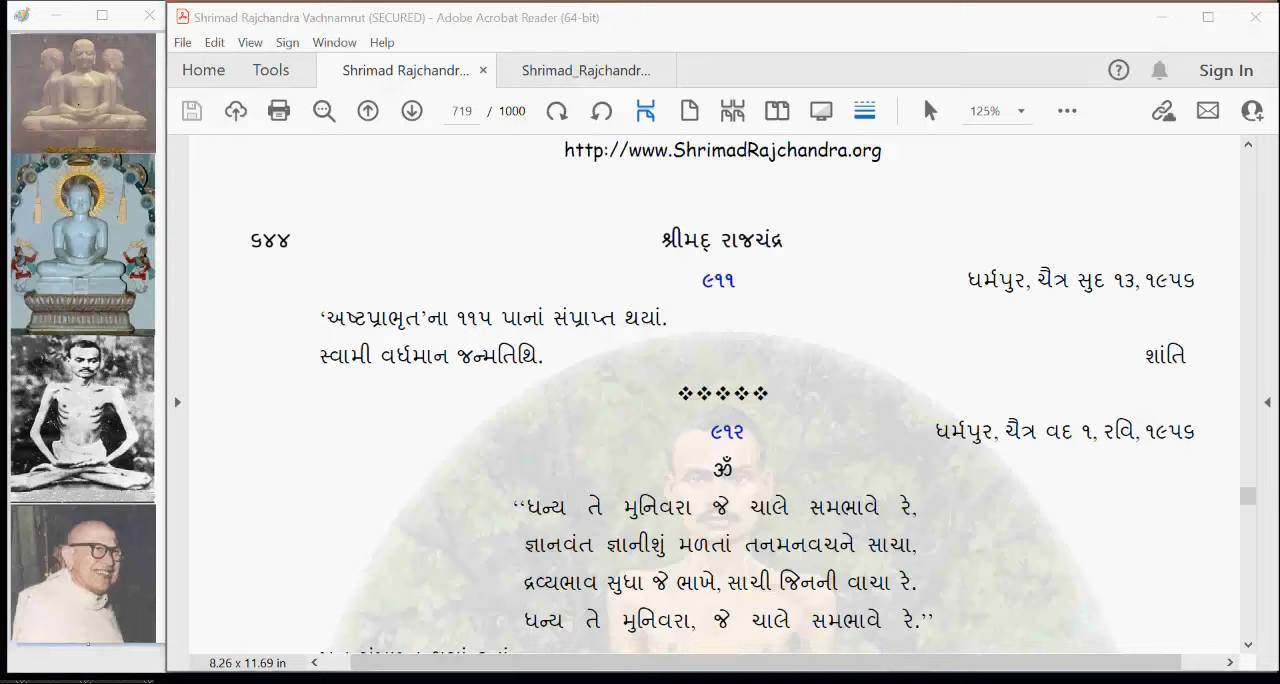 Shrimad Rajchandra Vachnamrut (SECURED) - Adobe Acrobat Reader (64-bit)
File Edit View Sign Window Help
Home Tools Shrimad Rajchandr... × Shrimad_Rajchandr... Sign In
719 / 1000 125%
http://www.ShrimadRajchandra.org
૬૪૪ શ્રીમદ્ રાજચંદ્ર
૯૧૧ ધર્મપુર, ચૈત્ર સુદ ૧૩, ૧૯૫૬
‘અષ્ટપ્રાભૃત’ના ૧૧૫ પાનાં સંપ્રાપ્ત થયાં.
સ્વામી વર્ધમાન જન્મતિથિ. શાંતિ
❖❖❖❖❖
૯૧૨ ધર્મપુર, ચૈત્ર વદ ૧, રવિ, ૧૯૫૬
ૐ
‘‘ધન્ય તે મુનિવરા જે ચાલે સમભાવે રે,
જ્ઞાનવંત જ્ઞાનીશું મળતાં તનમનવચને સાચા,
દ્રવ્યભાવ સુધા જે ભાખે, સાચી જિનની વાચા રે.
ધન્ય તે મુનિવરા, જે ચાલે સમભાવે રે.’’
8.26 x 11.69 in